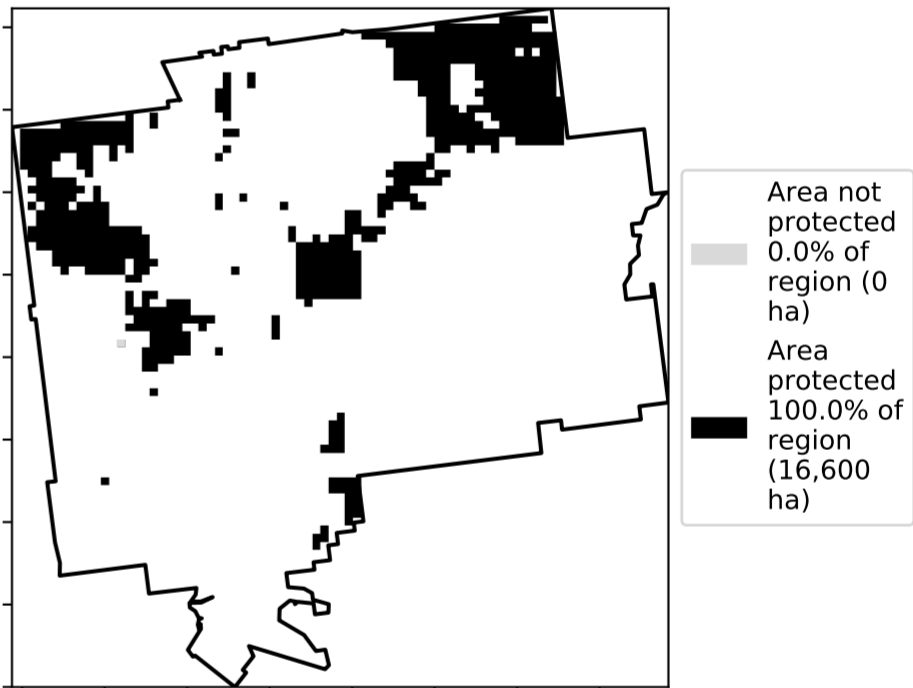 Area not
protected
0.0% of
region (0
ha)
Area
protected
100.0% of
region
(16,600
ha)